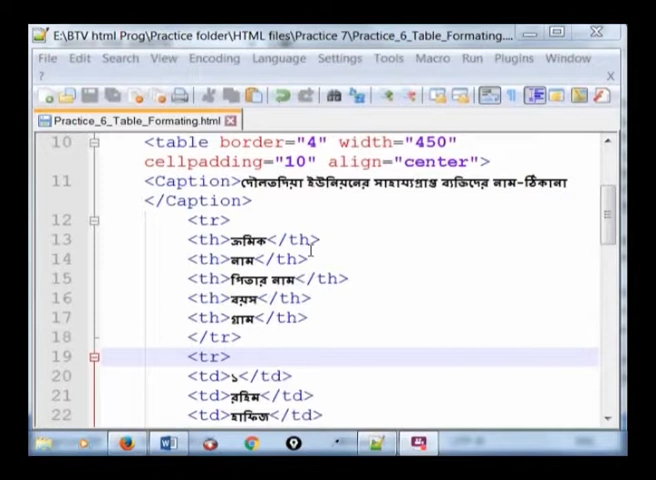 E:\BTV html Prog\Practice folder\HTML files\Practice 7\Practice_6_Table_Formating....
File Edit Search View Encoding Language Settings Tools Macro Run Plugins Window
? X
Practice_6_Table_Formating.html
10 <table border="4" width="450"
cellpadding="10" align="center">
11 <Caption>দৌলতদিয়া ইউনিয়নের সাহায্যপ্রাপ্ত ব্যক্তিদের নাম-ঠিকানা
</Caption>
12 <tr>
13 <th>ক্রমিক</th>
14 <th>নাম</th>
15 <th>পিতার নাম</th>
16 <th>বয়স</th>
17 <th>গ্রাম</th>
18 </tr>
19 <tr>
20 <td>১</td>
21 <td>রহিম</td>
22 <td>হাফিজ</td>